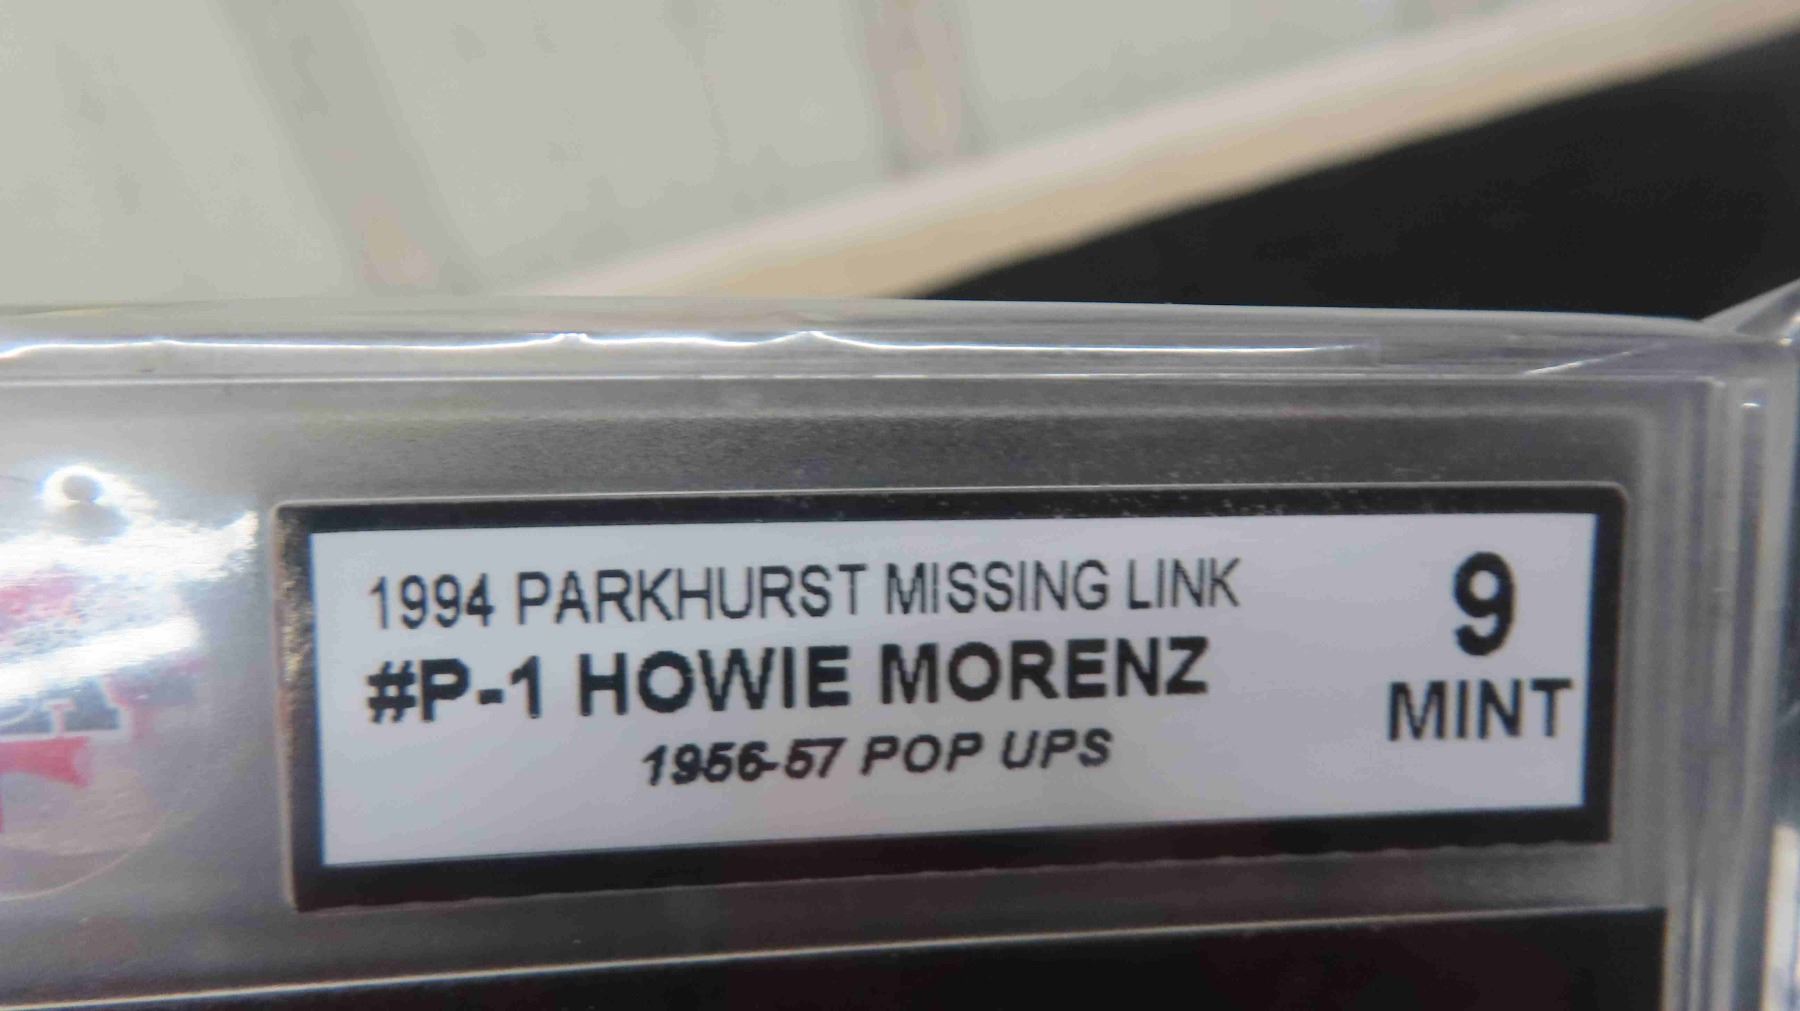 1994 PARKHURST MISSING LINK
#P-1 HOWIE MORENZ
1956-57 POP UPS
9
MINT